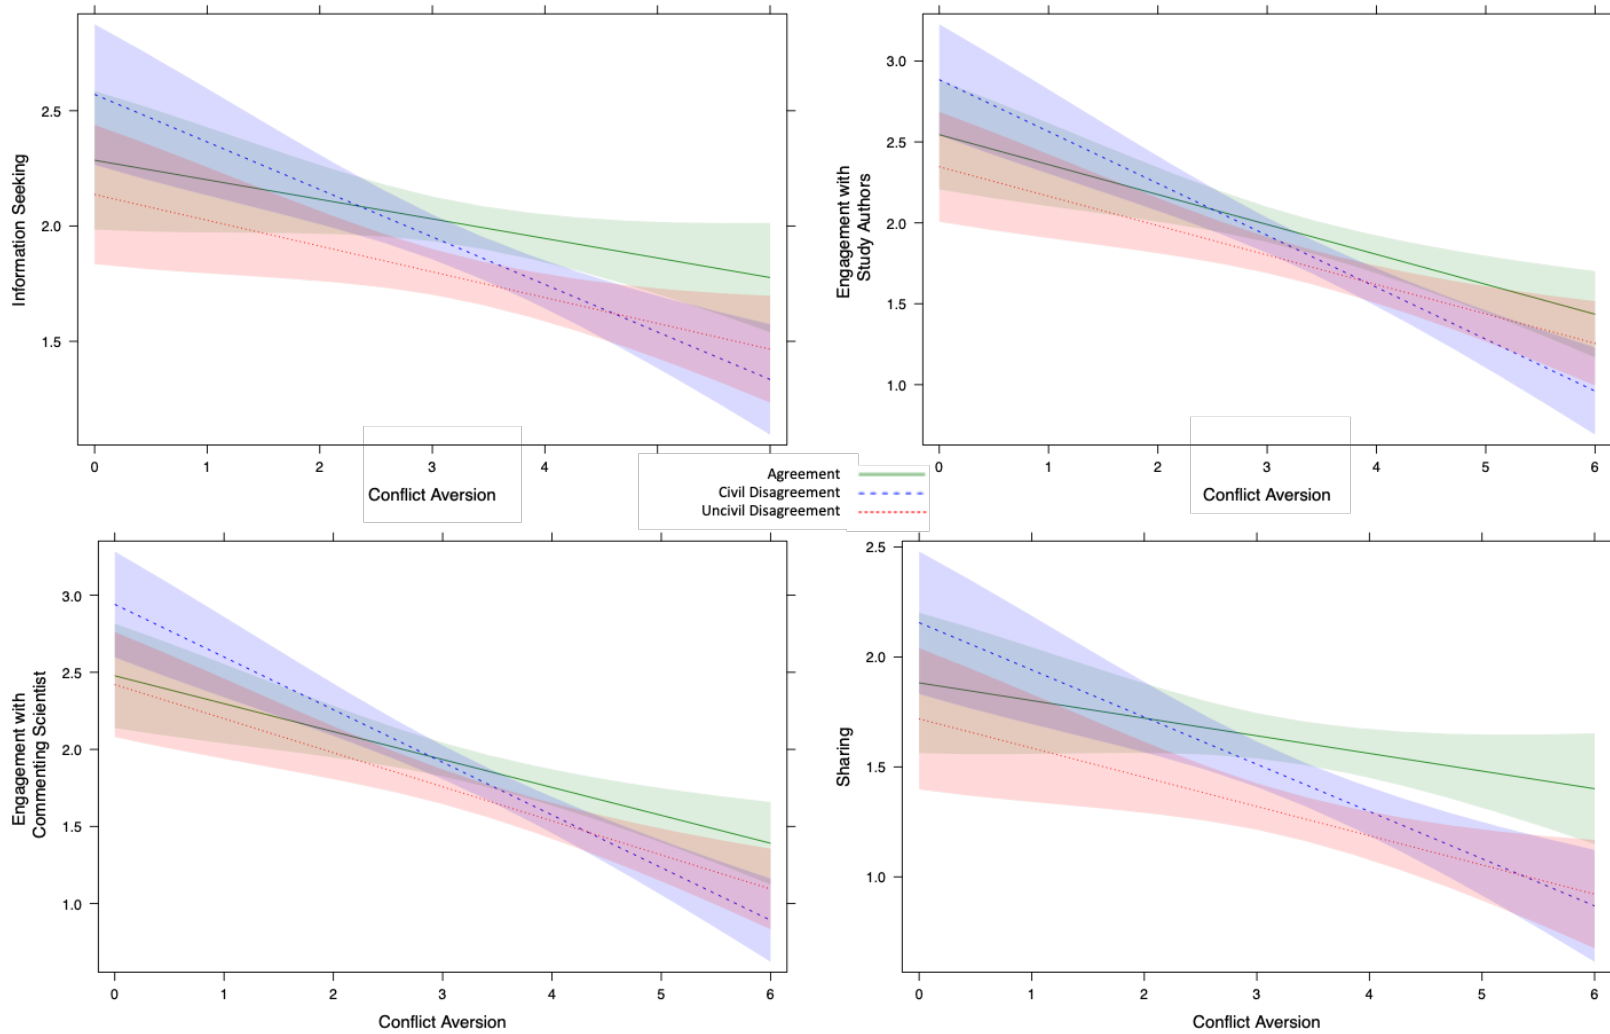 2.5
2.0
1.5
Information Seeking
0 1 2 3 4
Conflict Aversion
3.0
2.5
2.0
1.5
1.0
Engagement with
Study Authors
0 1 2 3 4 5 6
Conflict Aversion
Agreement
Civil Disagreement
Uncivil Disagreement
3.0
2.5
2.0
1.5
1.0
Engagement with
Commenting Scientist
0 1 2 3 4 5 6
Conflict Aversion
2.5
2.0
1.5
1.0
Sharing
0 1 2 3 4 5 6
Conflict Aversion